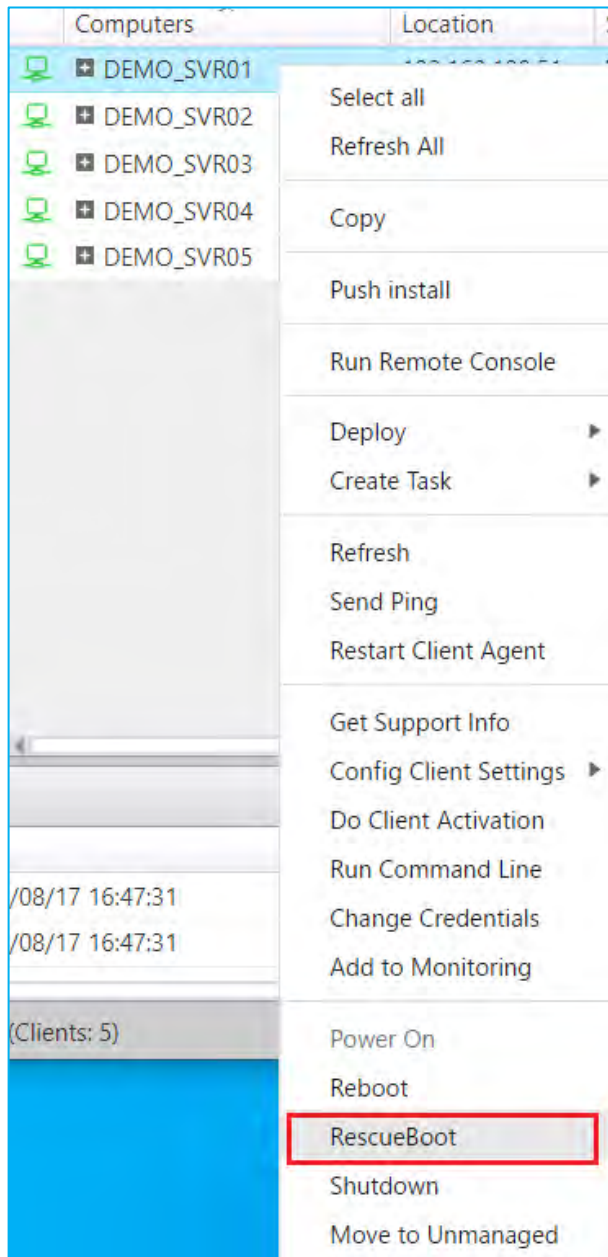 Computers
Location
DEMO_SVR01
DEMO_SVR02
DEMO_SVR03
DEMO_SVR04
DEMO_SVR05
/08/17 16:47:31
/08/17 16:47:31
(Clients: 5)
Select all
Refresh All
Copy
Push install
Run Remote Console
Deploy
Create Task
Refresh
Send Ping
Restart Client Agent
Get Support Info
Config Client Settings
Do Client Activation
Run Command Line
Change Credentials
Add to Monitoring
Power On
Reboot
RescueBoot
Shutdown
Move to Unmanaged